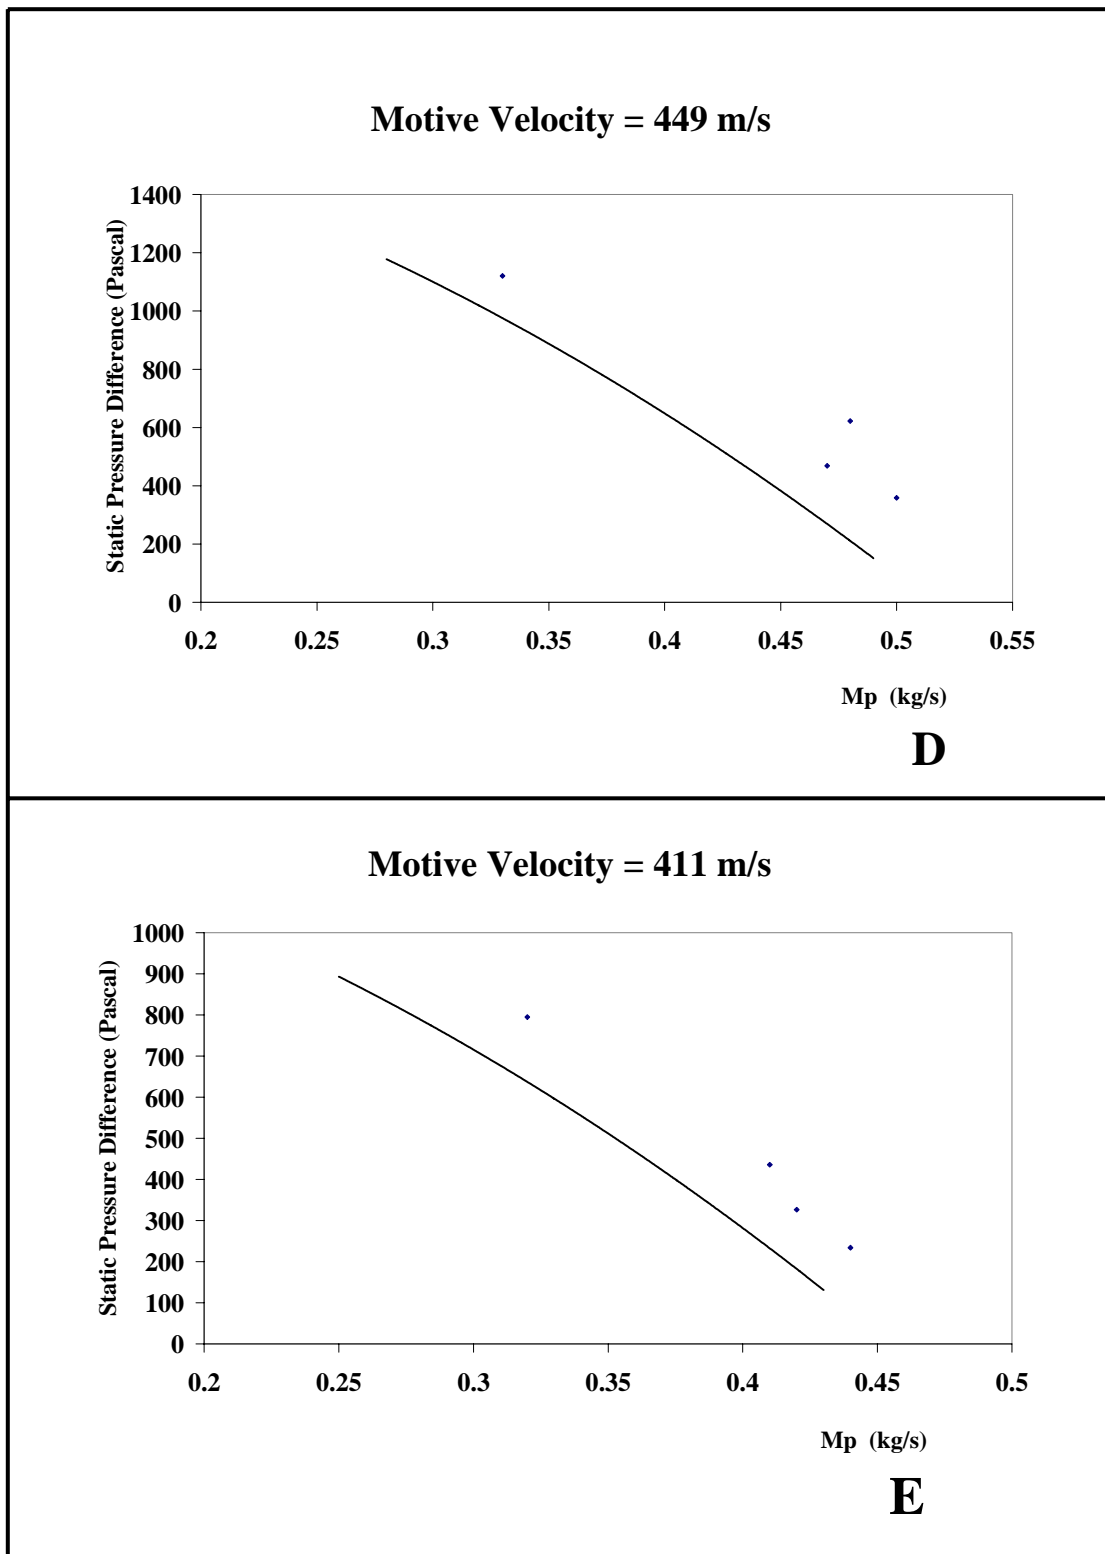 Motive Velocity = 449 m/s
Static Pressure Difference (Pascal)
1400
1200
1000
800
600
400
200
0
0.2 0.25 0.3 0.35 0.4 0.45 0.5 0.55
Mp (kg/s)
D
Motive Velocity = 411 m/s
Static Pressure Difference (Pascal)
1000
900
800
700
600
500
400
300
200
100
0
0.2 0.25 0.3 0.35 0.4 0.45 0.5
Mp (kg/s)
E